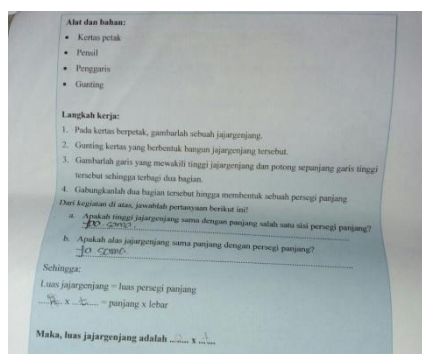 Alat dan bahan:
• Kertas petak
• Pensil
• Penggaris
• Gunting
Langkah kerja:
1. Pada kertas berpetak, gambarlah sebuah jajargenjang.
2. Gunting kertas yang berbentuk bangun jajargenjang tersebut.
3. Gambarlah garis yang mewakili tinggi jajargenjang dan potong sepanjang garis tinggi
tersebut sehingga terbagi dua bagian.
4. Gabungkanlah dua bagian tersebut hingga membentuk sebuah persegi panjang
Dari kegiatan di atas, jawablah pertanyaan berikut ini!
a. Apakah tinggi jajargenjang sama dengan panjang salah satu sisi persegi panjang?
sama.
b. Apakah alas jajargenjang sama panjang dengan persegi panjang?
ya sama.
Sehingga:
Luas jajargenjang = luas persegi panjang
x = panjang x lebar
Maka, luas jajargenjang adalah ........ x ......